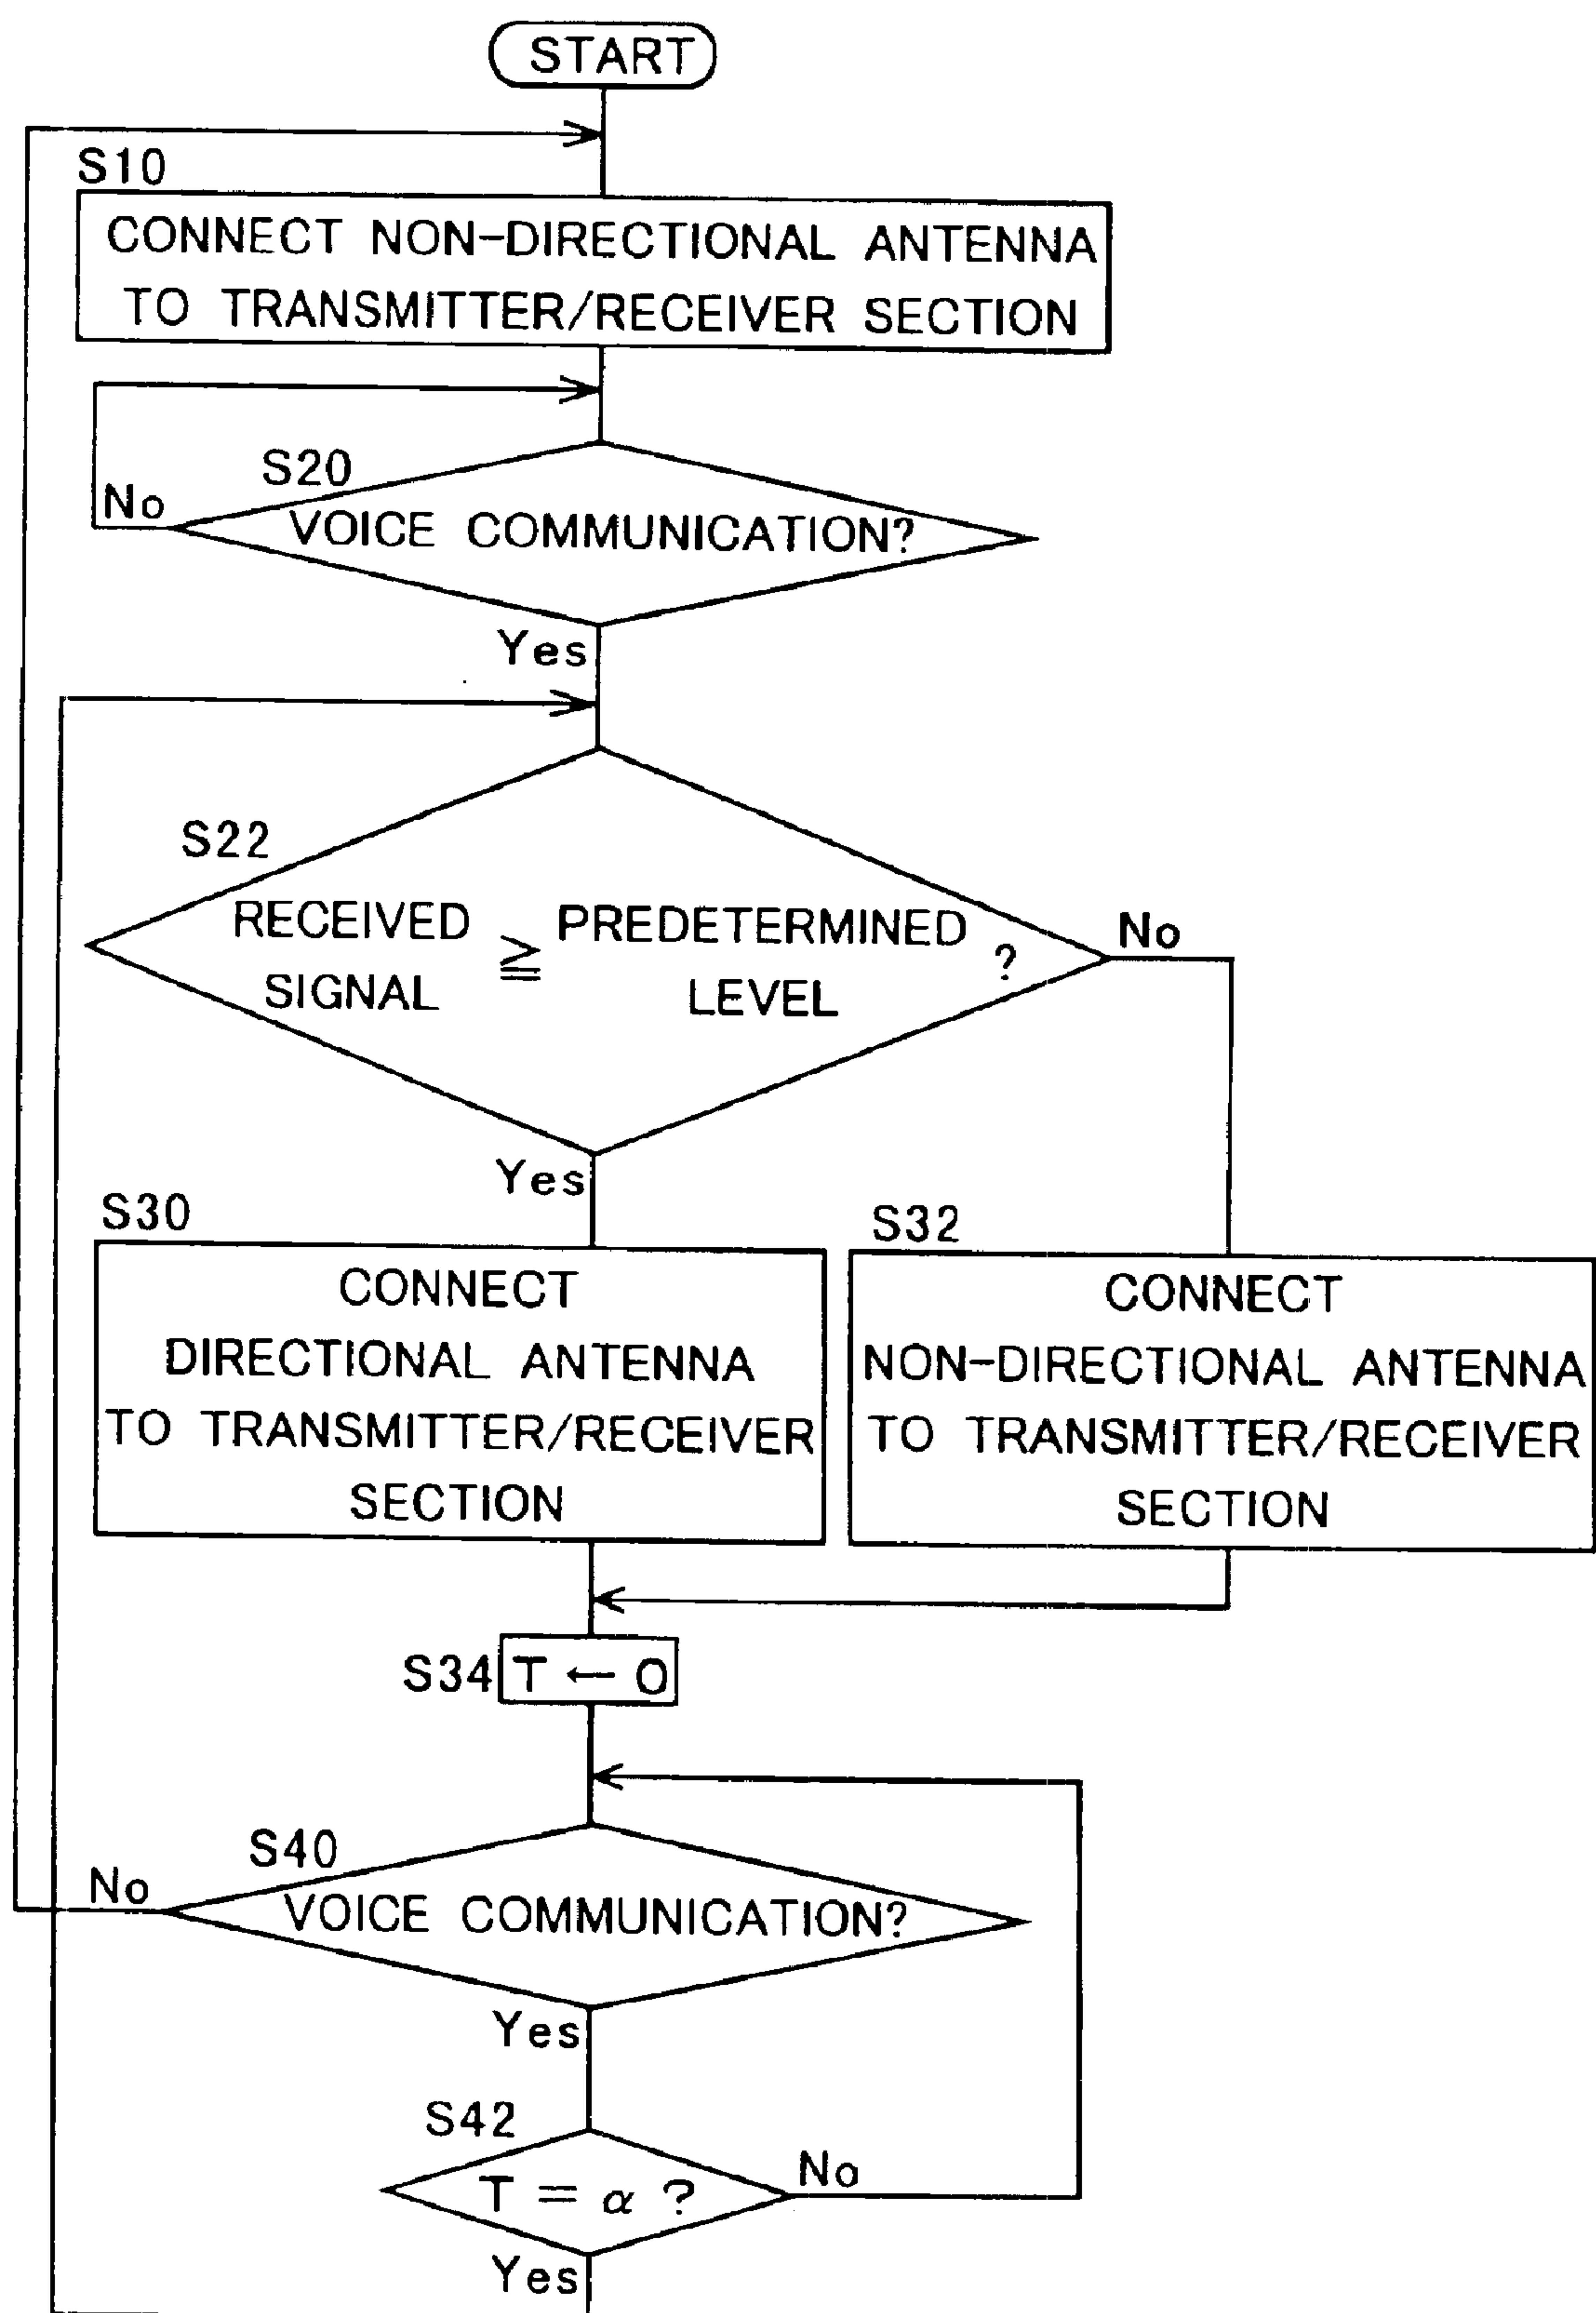 START
S10
CONNECT NON-DIRECTIONAL ANTENNA
TO TRANSMITTER/RECEIVER SECTION
S20
No
VOICE COMMUNICATION?
Yes
S22
RECEIVED SIGNAL ≧ PREDETERMINED LEVEL ?
No
Yes
S30
CONNECT
DIRECTIONAL ANTENNA
TO TRANSMITTER/RECEIVER
SECTION
S32
CONNECT
NON-DIRECTIONAL ANTENNA
TO TRANSMITTER/RECEIVER
SECTION
S34
T ← 0
S40
No
VOICE COMMUNICATION?
Yes
S42
T = α ?
No
Yes